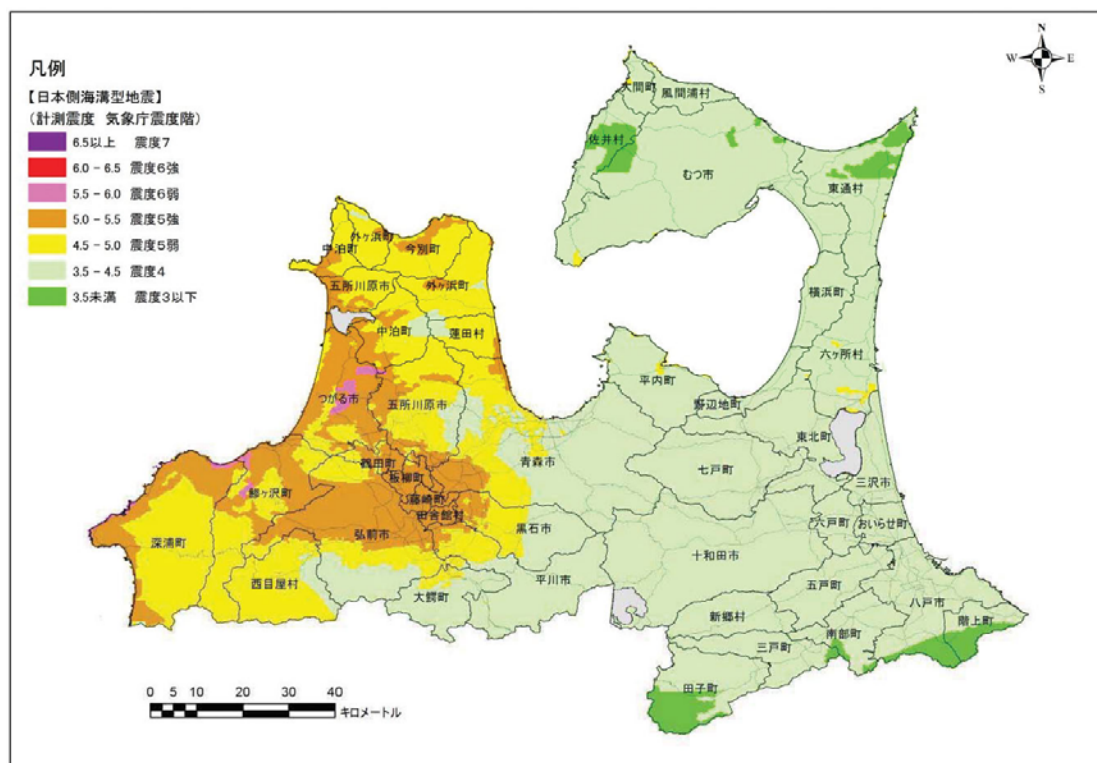 N
W E
S
凡例
【日本側海溝型地震】
(計測震度 気象庁震度階)
6.5以上 震度7
6.0 - 6.5 震度6強
5.5 - 6.0 震度6弱
5.0 - 5.5 震度5強
4.5 - 5.0 震度5弱
3.5 - 4.5 震度4
3.5未満 震度3以下
大間町
風間浦村
佐井村
むつ市
東通村
外ヶ浜町
今別町
中泊町
五所川原市
外ヶ浜町
横浜町
中泊町
蓬田村
六ヶ所村
平内町
つがる市
五所川原市
野辺地町
東北町
鶴田町
青森市
七戸町
板柳町
三沢市
鰺ヶ沢町
藤崎町
田舎館村
六戸町
おいらせ町
黒石市
弘前市
深浦町
十和田市
西目屋村
平川市
五戸町
大鰐町
八戸市
新郷村
階上町
南部町
三戸町
田子町
0 5 10 20 30 40
キロメートル